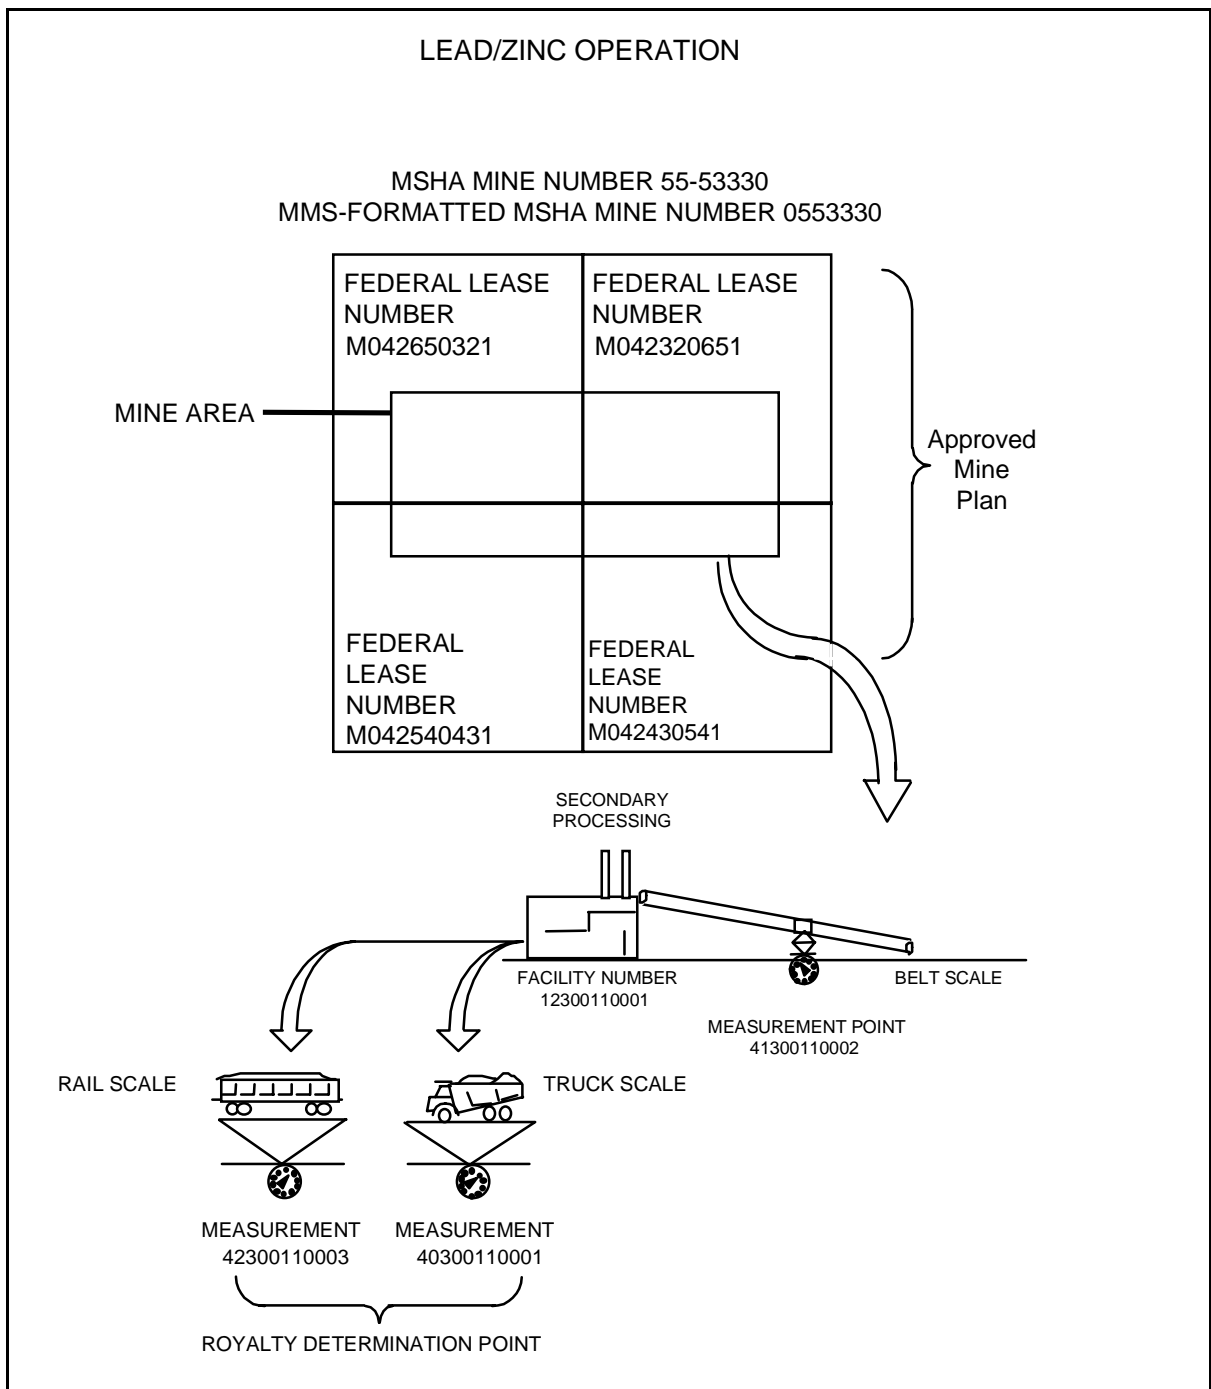 LEAD/ZINC OPERATION
MSHA MINE NUMBER 55-53330
MMS-FORMATTED MSHA MINE NUMBER 0553330
FEDERAL LEASE
NUMBER
M042650321
FEDERAL LEASE
NUMBER
M042320651
MINE AREA
Approved
Mine
Plan
FEDERAL
LEASE
NUMBER
M042540431
FEDERAL
LEASE
NUMBER
M042430541
SECONDARY
PROCESSING
FACILITY NUMBER
12300110001
BELT SCALE
MEASUREMENT POINT
41300110002
RAIL SCALE
TRUCK SCALE
MEASUREMENT
42300110003
MEASUREMENT
40300110001
ROYALTY DETERMINATION POINT